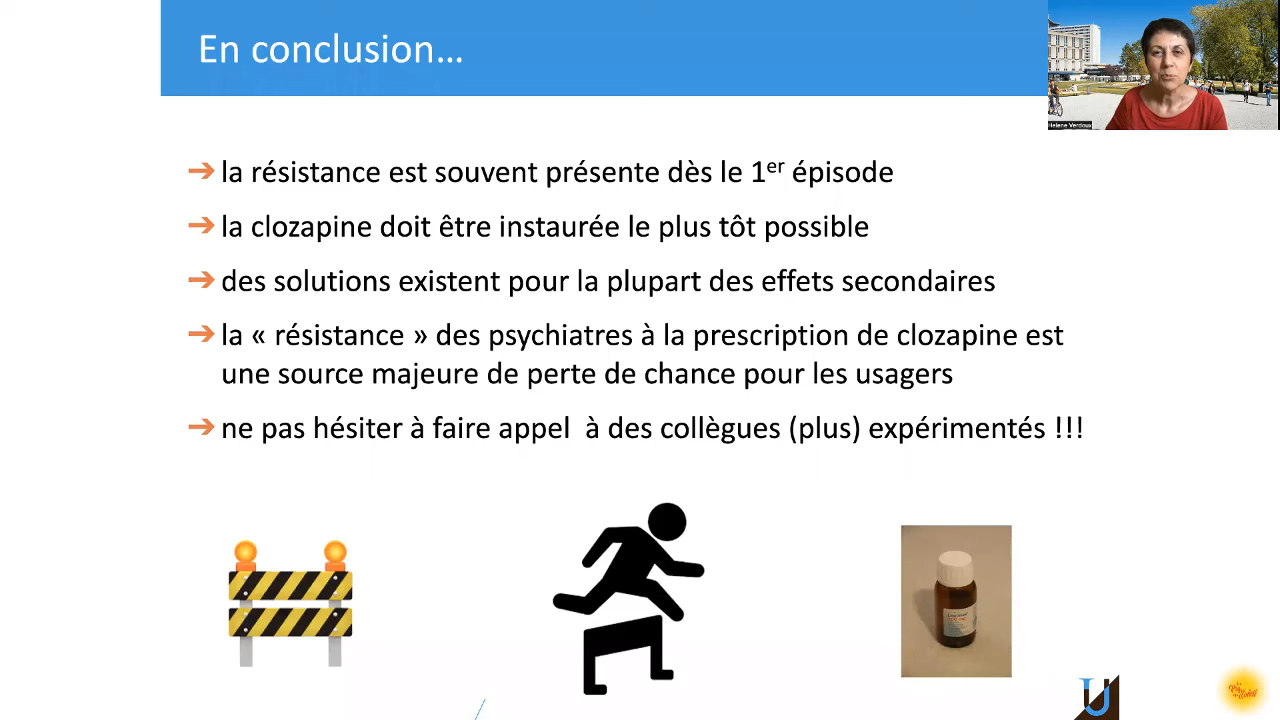 En conclusion…
Helene Verdoux
➔ la résistance est souvent présente dès le 1er épisode
➔ la clozapine doit être instaurée le plus tôt possible
➔ des solutions existent pour la plupart des effets secondaires
➔ la « résistance » des psychiatres à la prescription de clozapine est
une source majeure de perte de chance pour les usagers
➔ ne pas hésiter à faire appel à des collègues (plus) expérimentés !!!